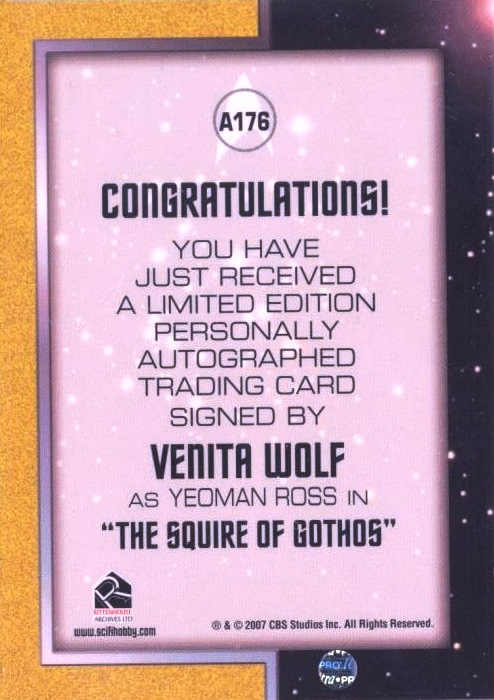 A176
CONGRATULATIONS!
YOU HAVE
JUST RECEIVED
A LIMITED EDITION
PERSONALLY
AUTOGRAPHED
TRADING CARD
SIGNED BY
VENITA WOLF
AS YEOMAN ROSS IN
"THE SQUIRE OF GOTHOS"
RITTENHOUSE
ARCHIVES LTD
www.scifihobby.com
® & © 2007 CBS Studios Inc. All Rights Reserved.